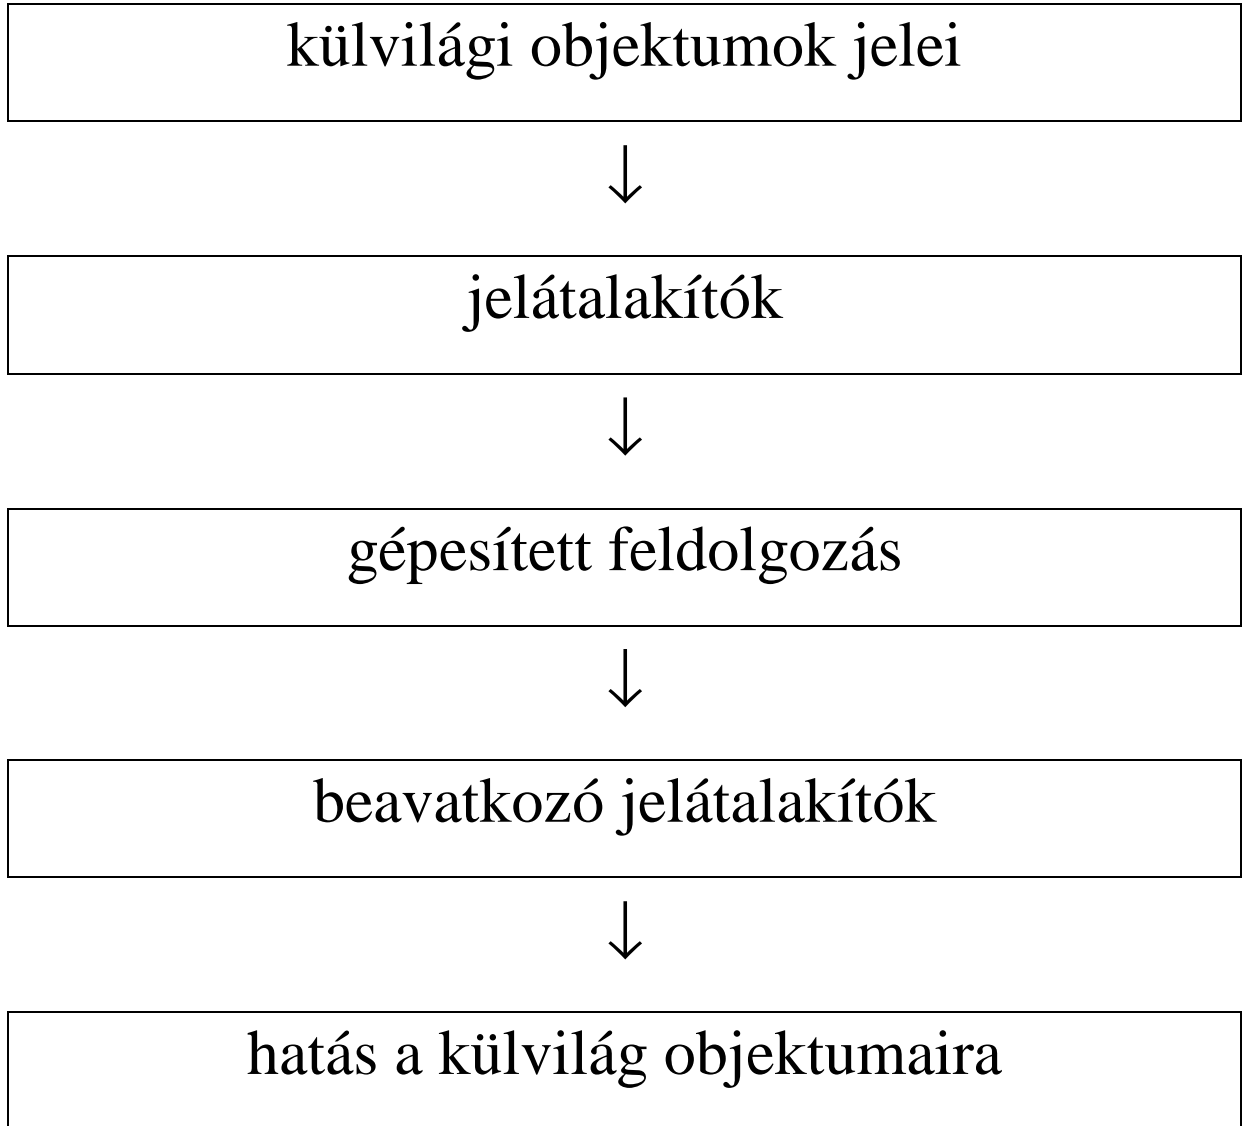 külvilági objektumok jelei
↓
jelátalakítók
↓
gépesített feldolgozás
↓
beavatkozó jelátalakítók
↓
hatás a külvilág objektumaira